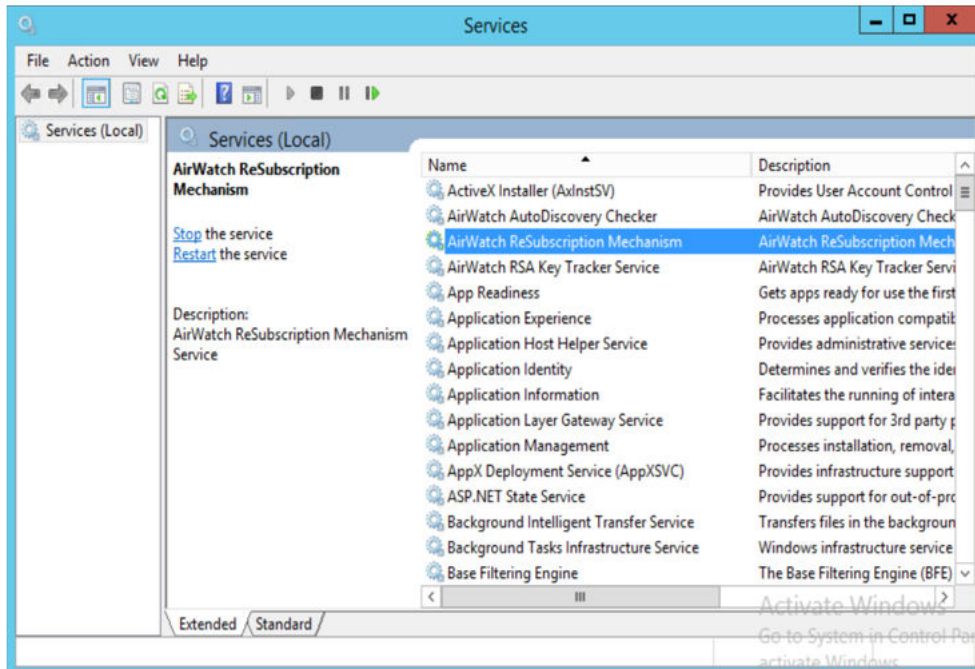 Services
File Action View Help
Services (Local)
Services (Local)
AirWatch ReSubscription
Mechanism
Stop the service
Restart the service
Description:
AirWatch ReSubscription Mechanism
Service
Name Description
ActiveX Installer (AxInstSV) Provides User Account Control
AirWatch AutoDiscovery Checker AirWatch AutoDiscovery Check
AirWatch ReSubscription Mechanism AirWatch ReSubscription Mech
AirWatch RSA Key Tracker Service AirWatch RSA Key Tracker Servi
App Readiness Gets apps ready for use the first
Application Experience Processes application compatib
Application Host Helper Service Provides administrative services
Application Identity Determines and verifies the iden
Application Information Facilitates the running of intera
Application Layer Gateway Service Provides support for 3rd party p
Application Management Processes installation, removal,
AppX Deployment Service (AppXSVC) Provides infrastructure support
ASP.NET State Service Provides support for out-of-pro
Background Intelligent Transfer Service Transfers files in the backgroun
Background Tasks Infrastructure Service Windows infrastructure service
Base Filtering Engine The Base Filtering Engine (BFE)
Extended Standard
Activate Windows
Go to System in Control Pan
activate Windows